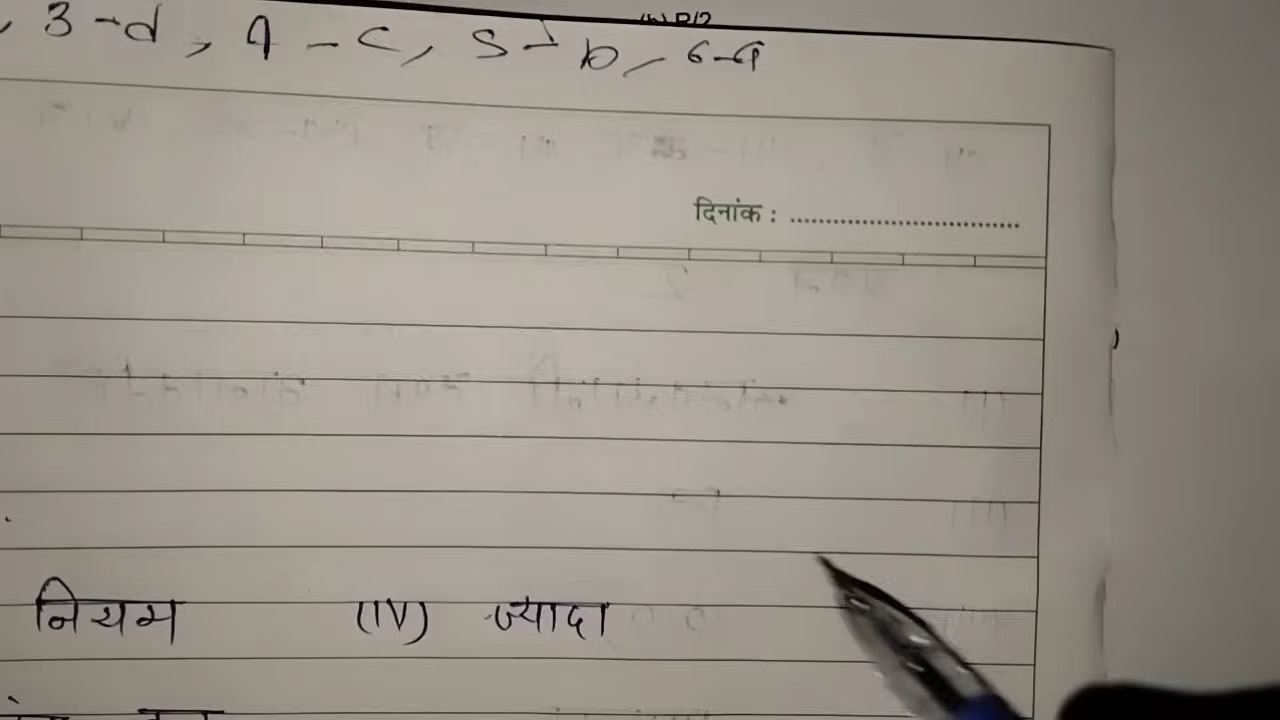 , 3-d, 4-c, 5-b, 6-a
दिनांक : ................................
नियम (IV) ज्यादा